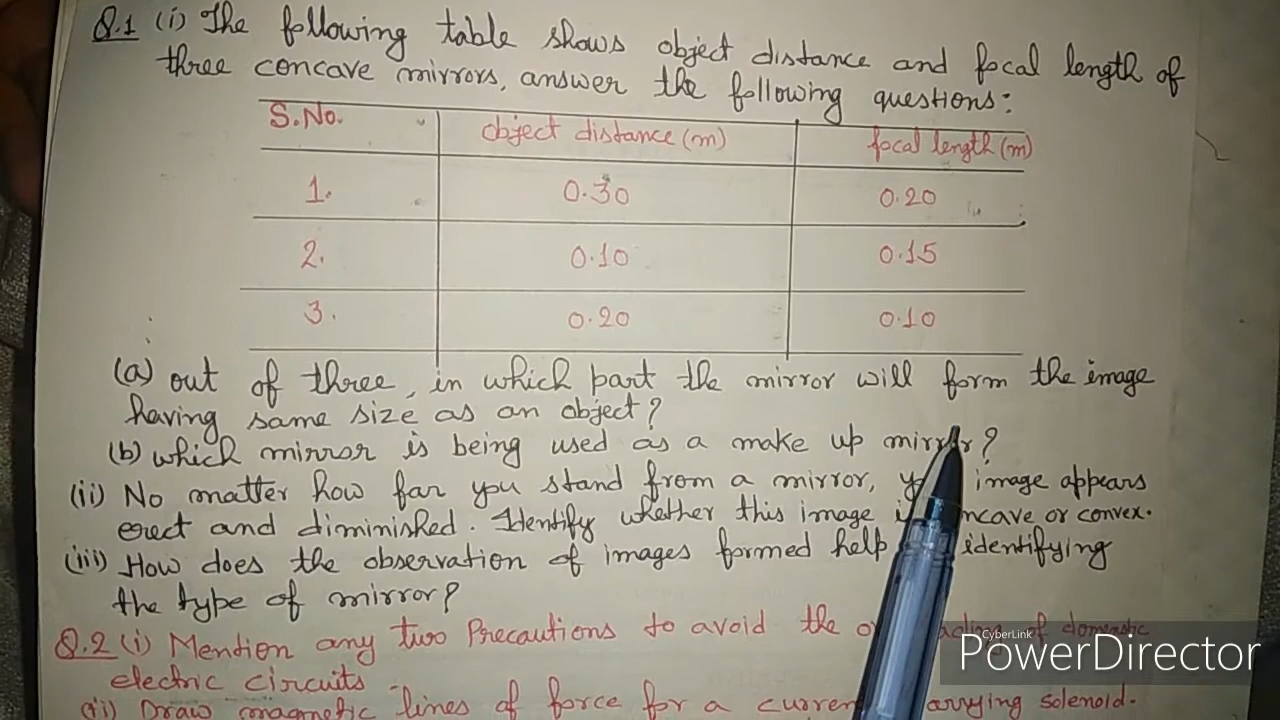 Q.1 (i) The following table shows object distance and focal length of
three concave mirrors, answer the following questions:
S.No. object distance (m) focal length (m)
1. 0.30 0.20
2. 0.10 0.15
3. 0.20 0.10
(a) out of three, in which part the mirror will form the image
having same size as an object?
(b) which mirror is being used as a make up mirror?
(ii) No matter how far you stand from a mirror, image appears
erect and diminished. Identify whether this image or convex.
(iii) How does the observation of images formed help identifying
the type of mirror?
Q.2 (i) Mention any two Precautions to avoid the of domestic
electric circuits
(ii) Draw magnetic lines of force for a solenoid.
CyberLink
PowerDirector